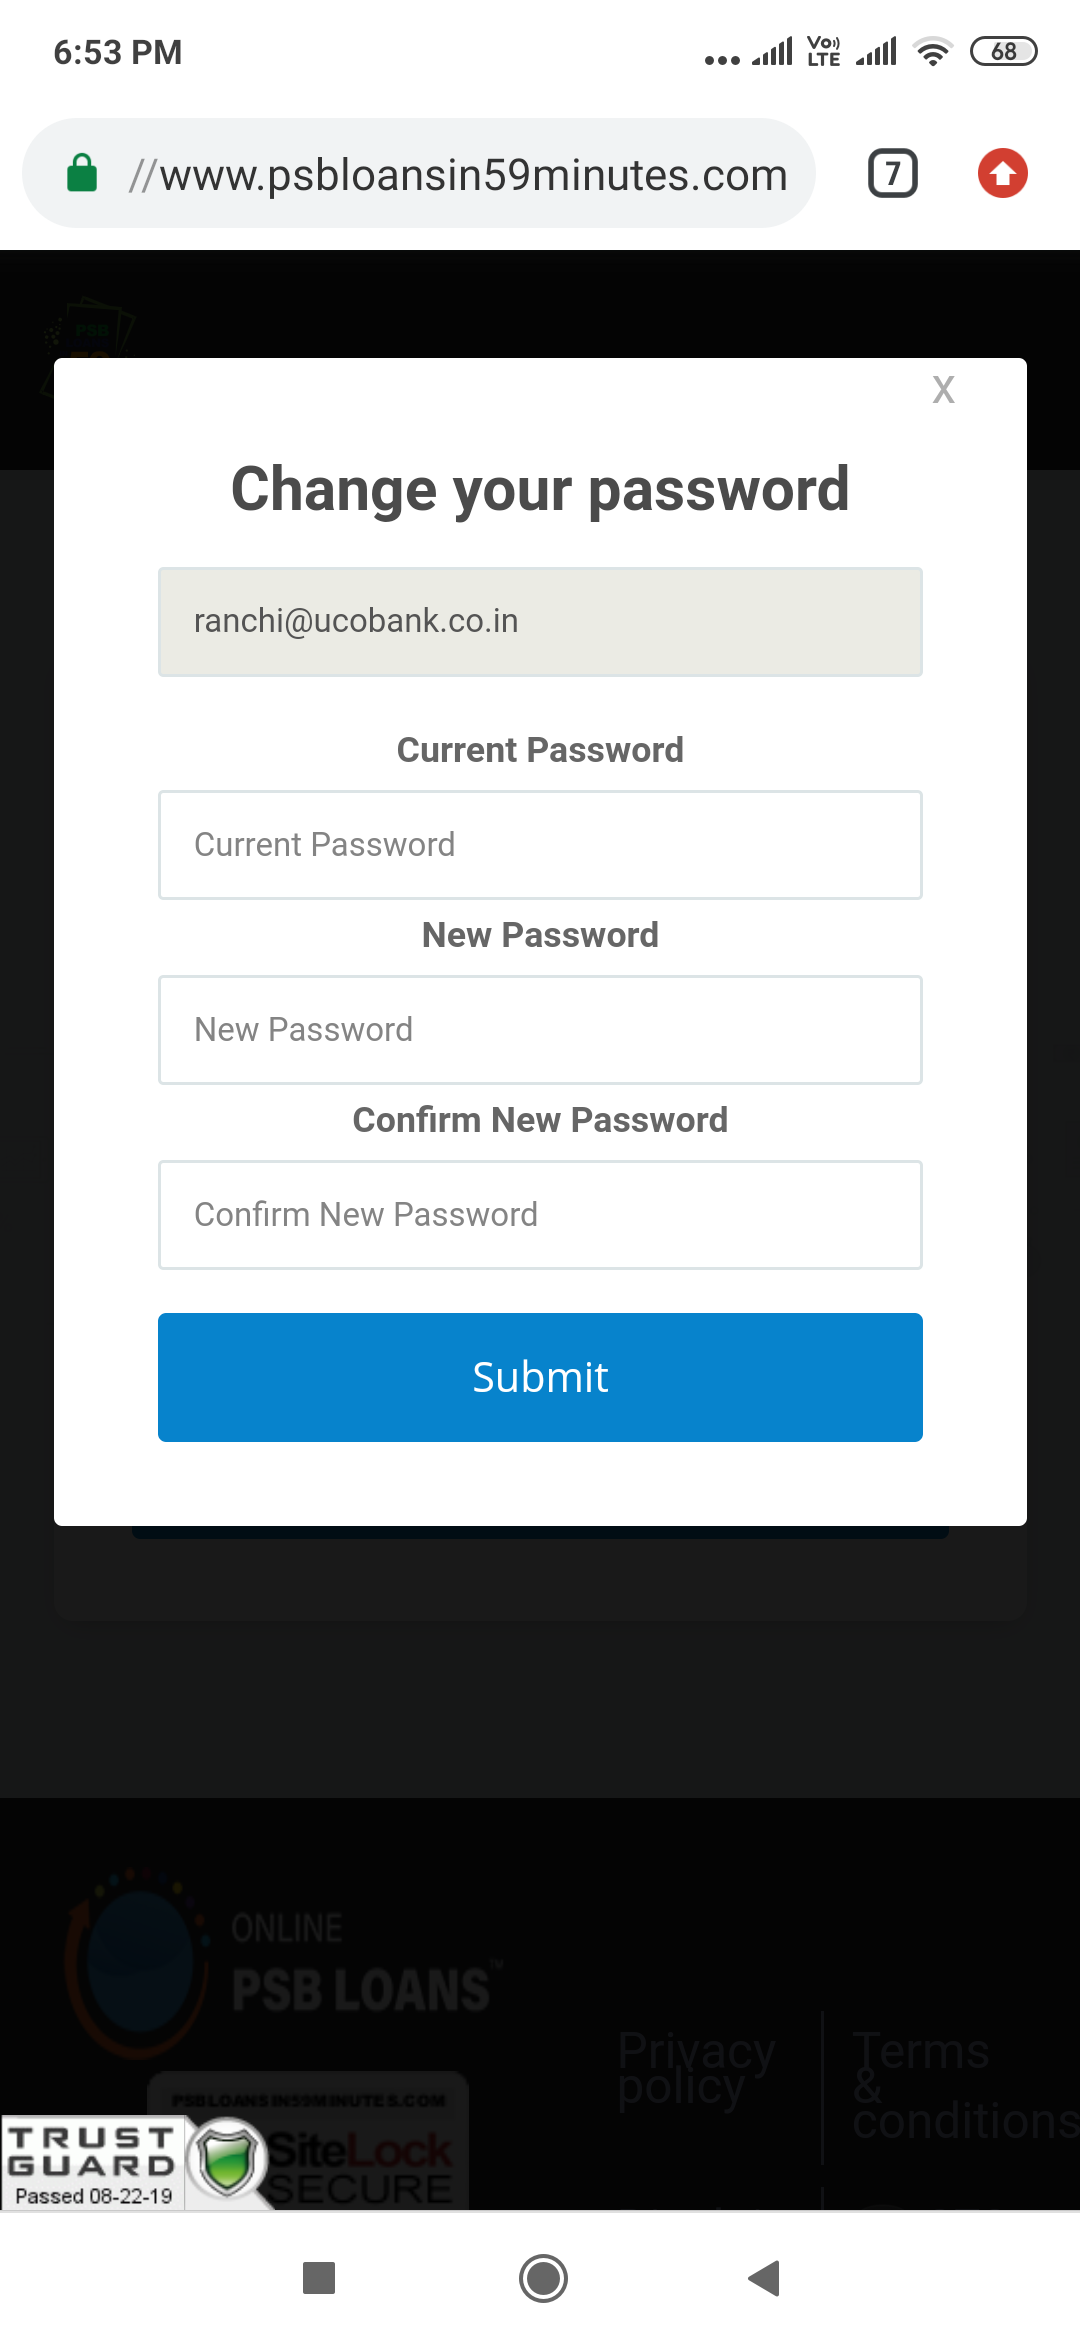 6:53 PM
Vo)) LTE
68
//www.psbloansin59minutes.com
7
PSB
X
Change your password
ranchi@ucobank.co.in
Current Password
Current Password
New Password
New Password
Confirm New Password
Confirm New Password
Submit
ONLINE
PSB LOANS™
Privacy policy
Terms & conditions
PSBLOANSIN59MINUTES.COM
SiteLock
SECURE
TRUST
GUARD
Passed 08-22-19